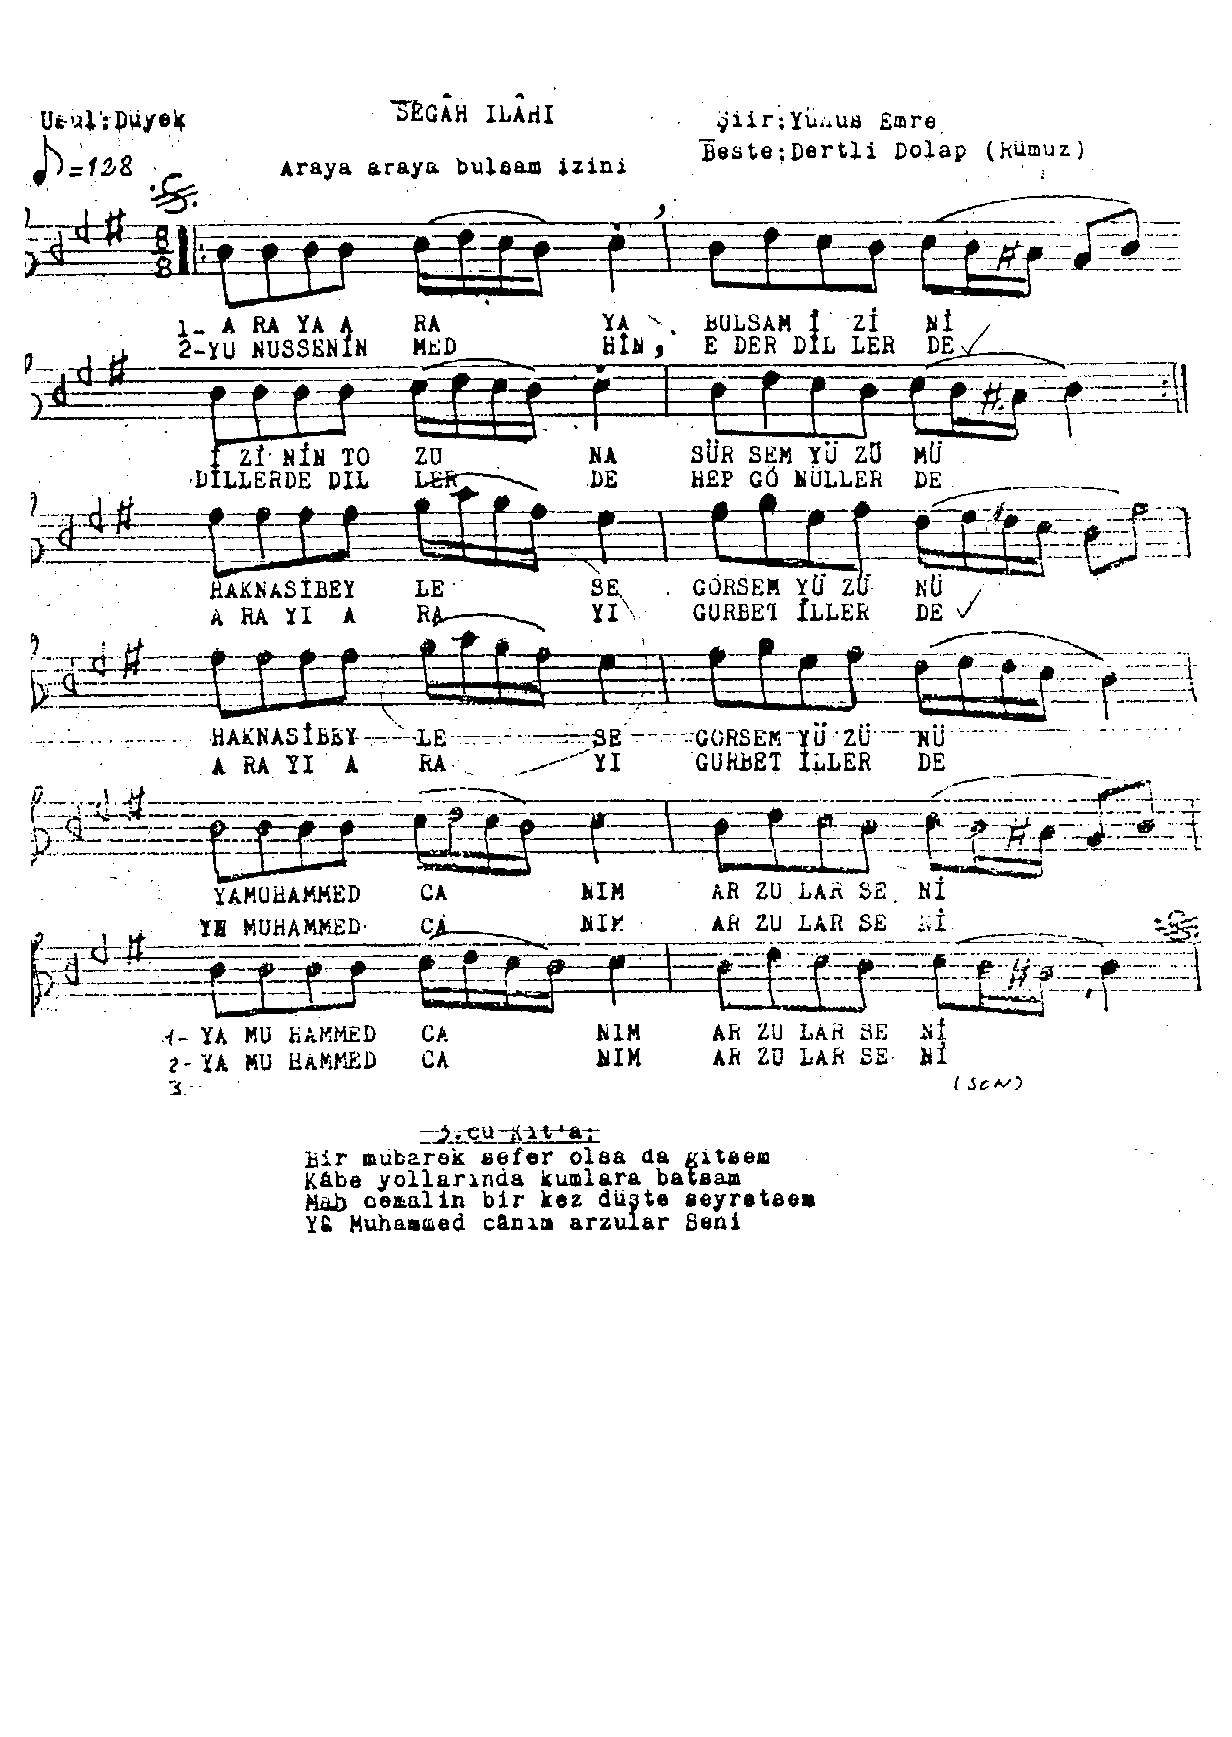 SEGÂH ILÂHI
Usul:Düyek
Şiir:Yunus Emre
Beste:Dertli Dolap (Rümuz)
♪=128
Araya araya bulsam izini
8/8
1- A RA YA A RA YA BULSAM İ Zİ Nİ
2-YU NUSSENİN MED HİN, E DER DİL LER DE
İ Zİ NİN TO ZU NA SÜR SEM YÜ ZÜ MÜ
DİLLERDE DIL LER DE HEP GÖ NÜLLER DE
HAKNASİBEY LE SE GÖRSEM YÜ ZÜ NÜ
A RA YI A RA YI GURBET İLLER DE
HAKNASİBEY LE SE GÖRSEM YÜ ZÜ NÜ
A RA YI A RA YI GURBET İLLER DE
YAMUHAMMED CA NIM AR ZU LAR SE Nİ
YA MUHAMMED CA NIM AR ZU LAR SE Nİ
1- YA MU HAMMED CA NIM AR ZU LAR SE Nİ
2- YA MU HAMMED CA NIM AR ZU LAR SE Nİ
3. (SON)
3.cü Kıt'a:
Bir mübarek sefer olsa da gitsem
Kâbe yollarında kumlara batsam
Mah cemalin bir kez düşte seyretsem
Yâ Muhammed cânım arzular Seni